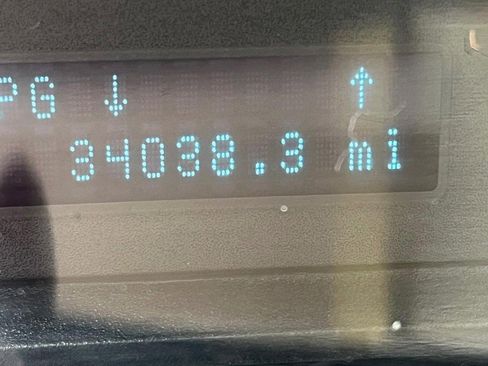 PG ↓ ↑
34038.3 mi